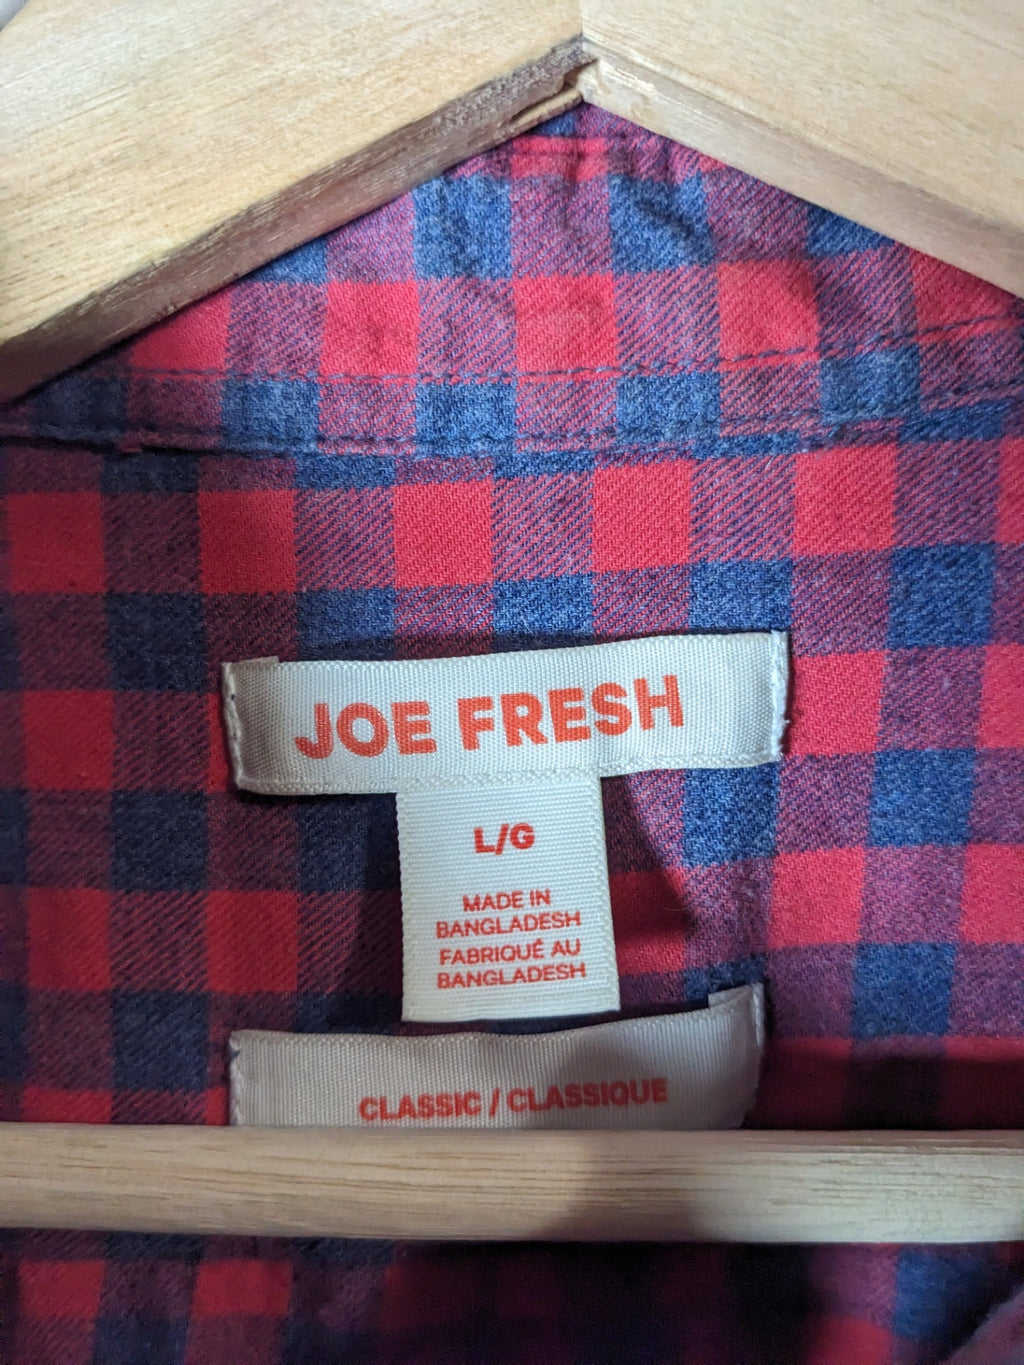 JOE FRESH
L/G
MADE IN
BANGLADESH
FABRIQUÉ AU
BANGLADESH
CLASSIC / CLASSIQUE